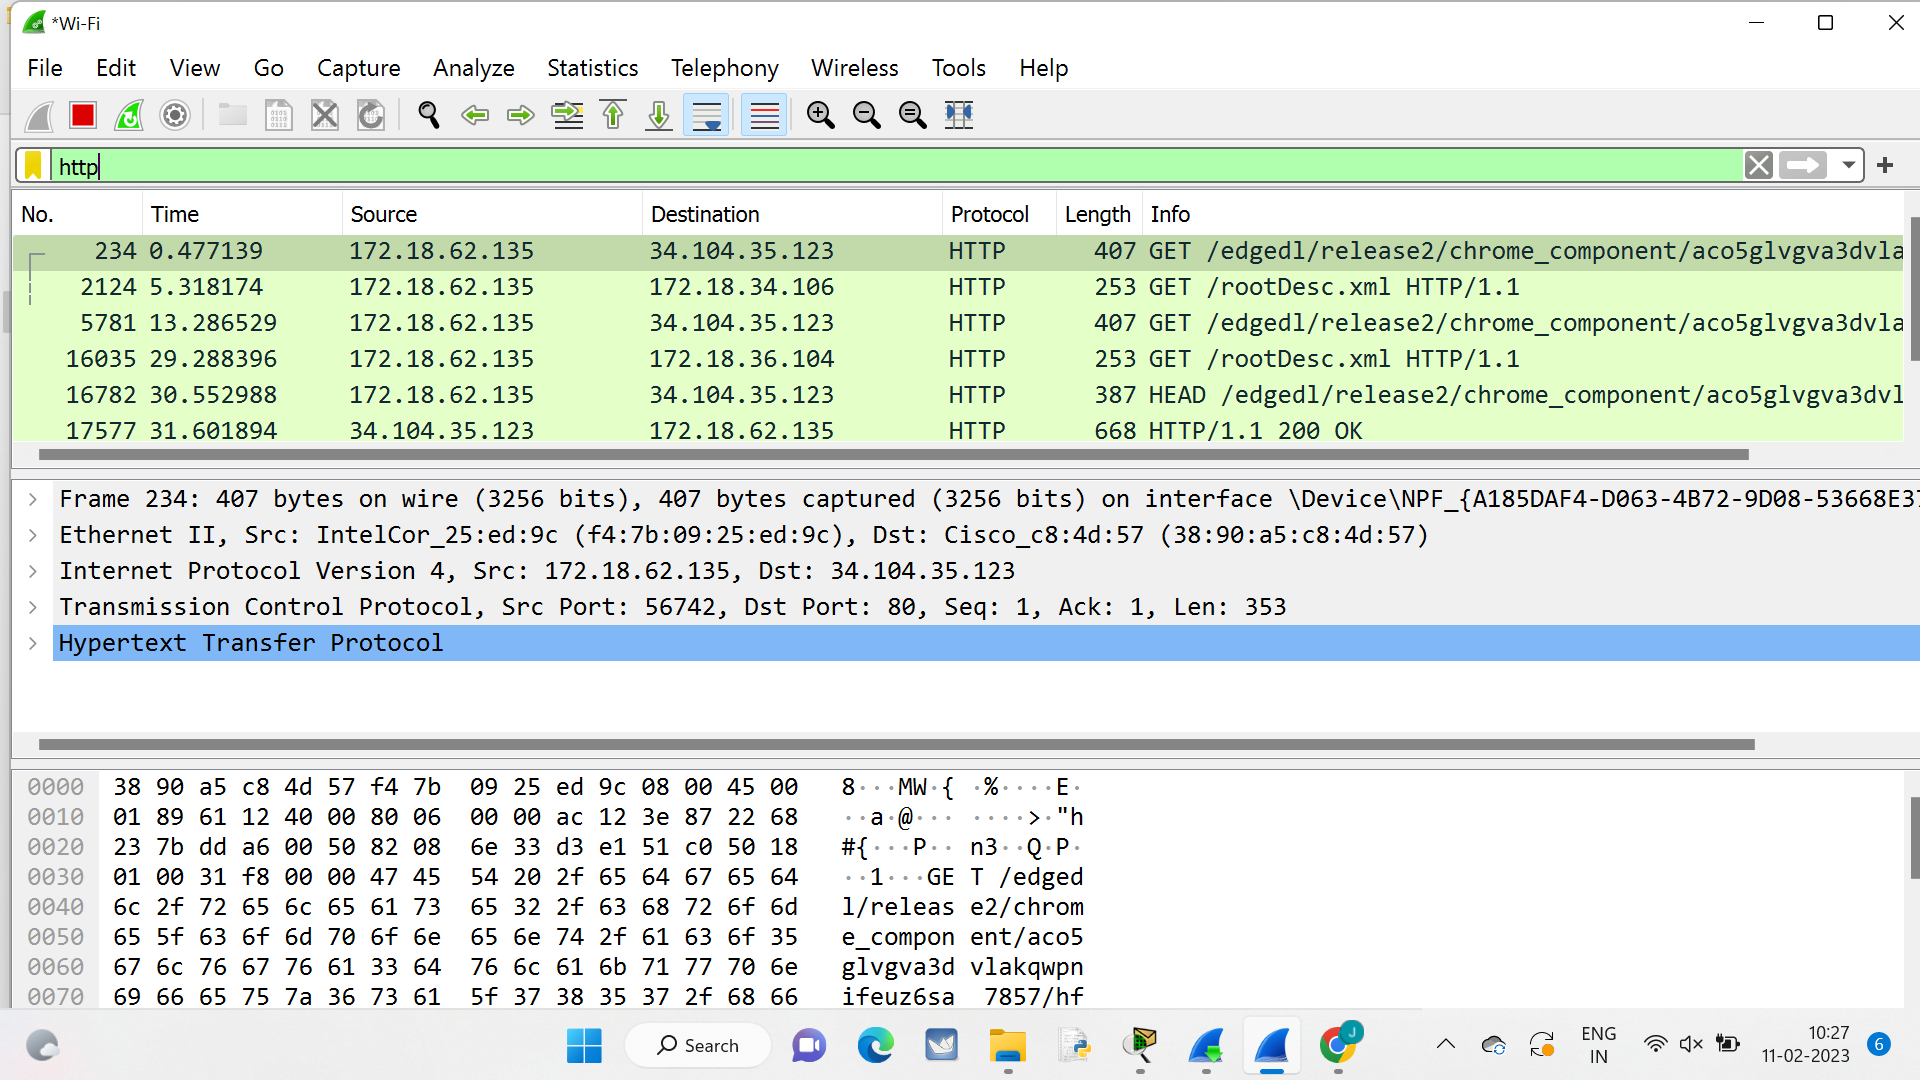 *Wi-Fi
File Edit View Go Capture Analyze Statistics Telephony Wireless Tools Help
http
No. Time Source Destination Protocol Length Info
234 0.477139 172.18.62.135 34.104.35.123 HTTP 407 GET /edgedl/release2/chrome_component/aco5glvgva3dvla
2124 5.318174 172.18.62.135 172.18.34.106 HTTP 253 GET /rootDesc.xml HTTP/1.1
5781 13.286529 172.18.62.135 34.104.35.123 HTTP 407 GET /edgedl/release2/chrome_component/aco5glvgva3dvla
16035 29.288396 172.18.62.135 172.18.36.104 HTTP 253 GET /rootDesc.xml HTTP/1.1
16782 30.552988 172.18.62.135 34.104.35.123 HTTP 387 HEAD /edgedl/release2/chrome_component/aco5glvgva3dvl
17577 31.601894 34.104.35.123 172.18.62.135 HTTP 668 HTTP/1.1 200 OK
Frame 234: 407 bytes on wire (3256 bits), 407 bytes captured (3256 bits) on interface \Device\NPF_{A185DAF4-D063-4B72-9D08-53668E37
Ethernet II, Src: IntelCor_25:ed:9c (f4:7b:09:25:ed:9c), Dst: Cisco_c8:4d:57 (38:90:a5:c8:4d:57)
Internet Protocol Version 4, Src: 172.18.62.135, Dst: 34.104.35.123
Transmission Control Protocol, Src Port: 56742, Dst Port: 80, Seq: 1, Ack: 1, Len: 353
Hypertext Transfer Protocol
0000 38 90 a5 c8 4d 57 f4 7b 09 25 ed 9c 08 00 45 00 8···MW·{ ·%····E·
0010 01 89 61 12 40 00 80 06 00 00 ac 12 3e 87 22 68 ··a·@··· ····>·"h
0020 23 7b dd a6 00 50 82 08 6e 33 d3 e1 51 c0 50 18 #{···P·· n3··Q·P·
0030 01 00 31 f8 00 00 47 45 54 20 2f 65 64 67 65 64 ··1···GE T /edged
0040 6c 2f 72 65 6c 65 61 73 65 32 2f 63 68 72 6f 6d l/releas e2/chrom
0050 65 5f 63 6f 6d 70 6f 6e 65 6e 74 2f 61 63 6f 35 e_compon ent/aco5
0060 67 6c 76 67 76 61 33 64 76 6c 61 6b 71 77 70 6e glvgva3d vlakqwpn
0070 69 66 65 75 7a 36 73 61 5f 37 38 35 37 2f 68 66 ifeuz6sa _7857/hf
Search
J
ENG
IN
10:27
11-02-2023
6